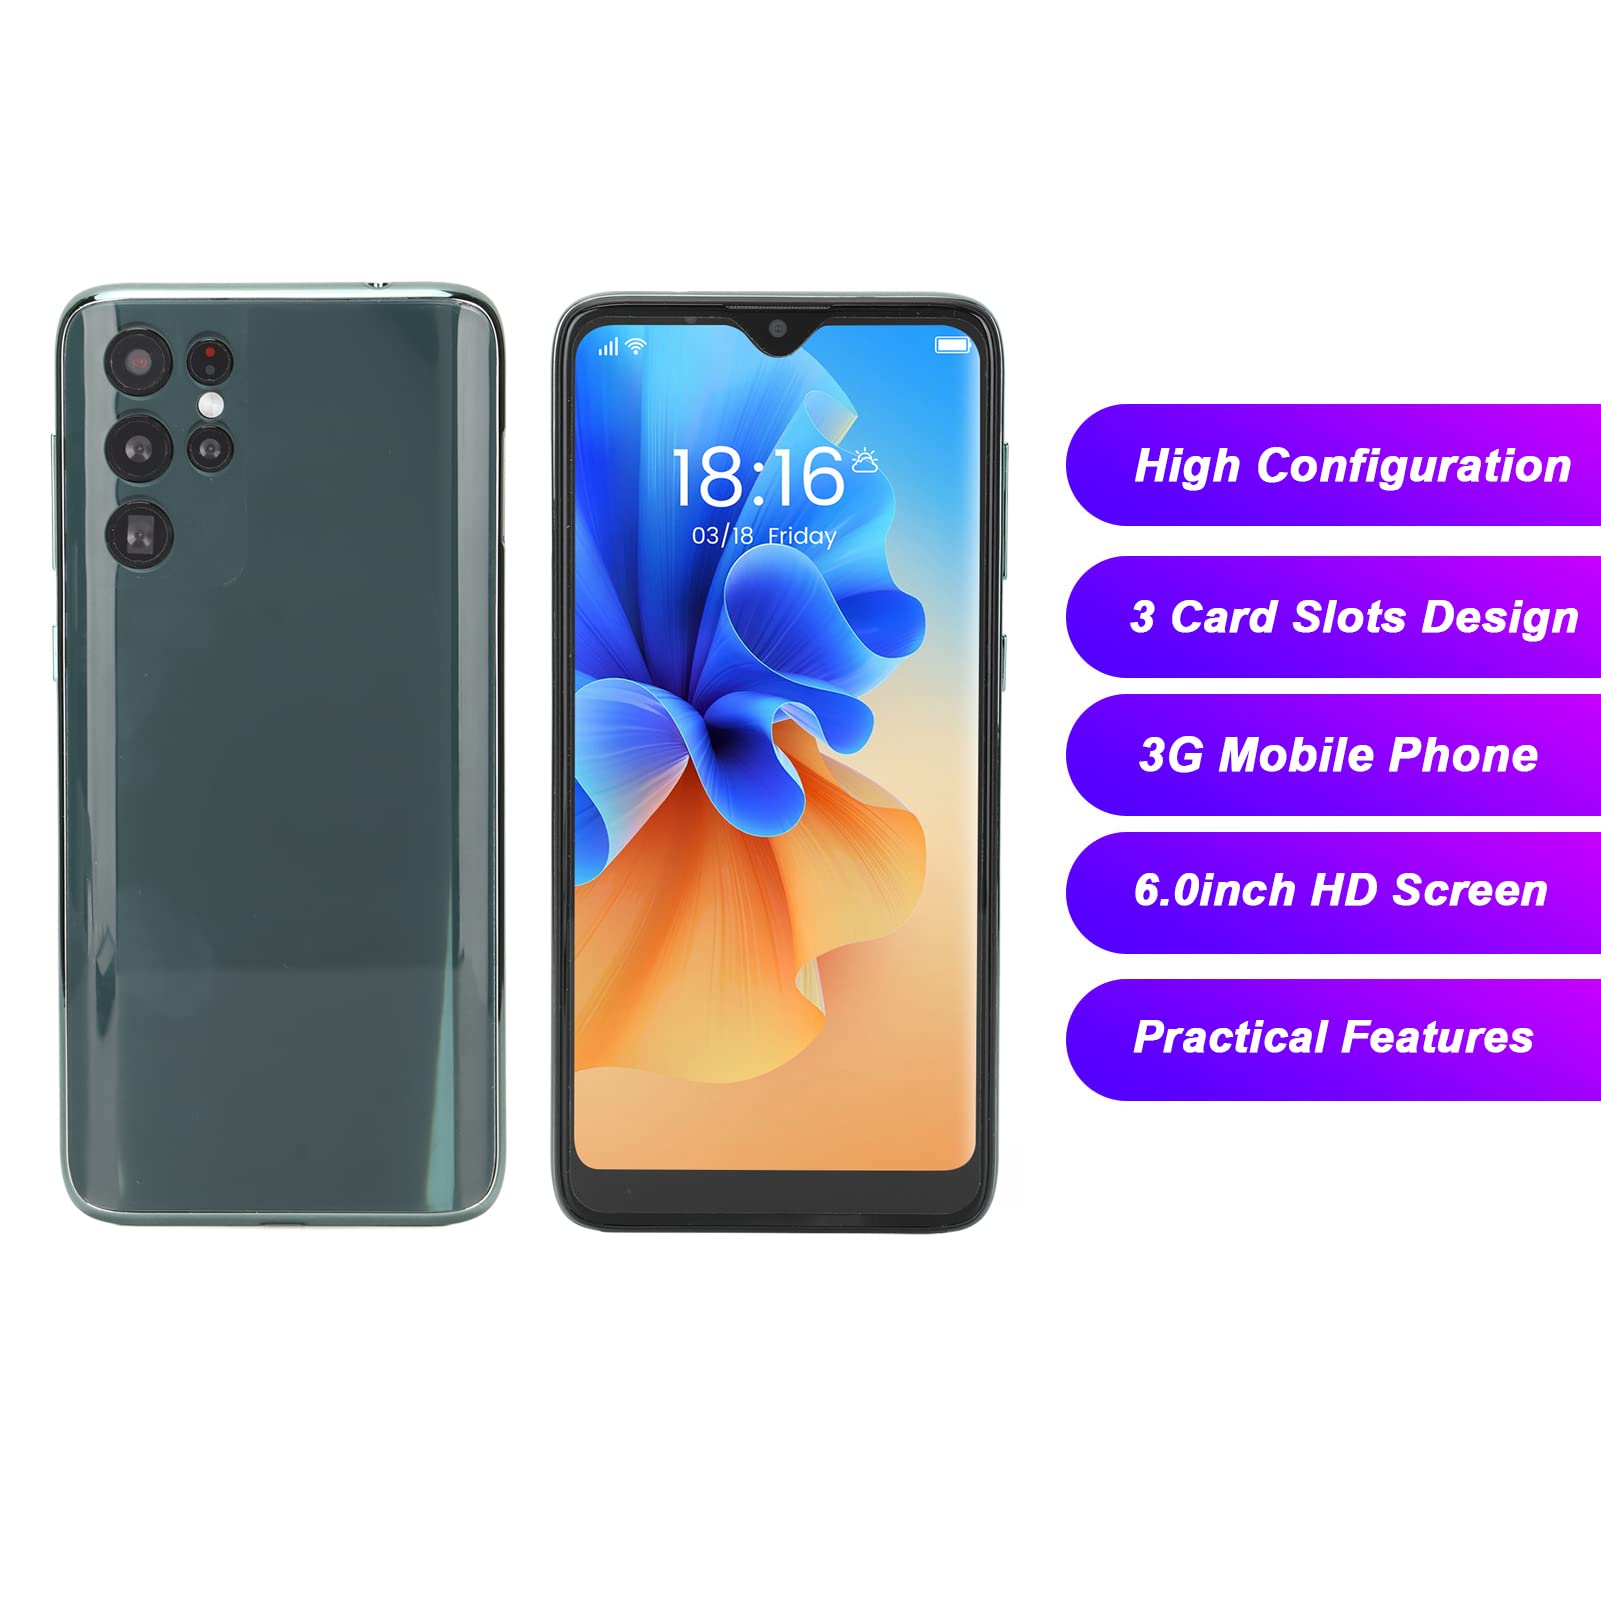 18:16
03/18 Friday
High Configuration
3 Card Slots Design
3G Mobile Phone
6.0inch HD Screen
Practical Features